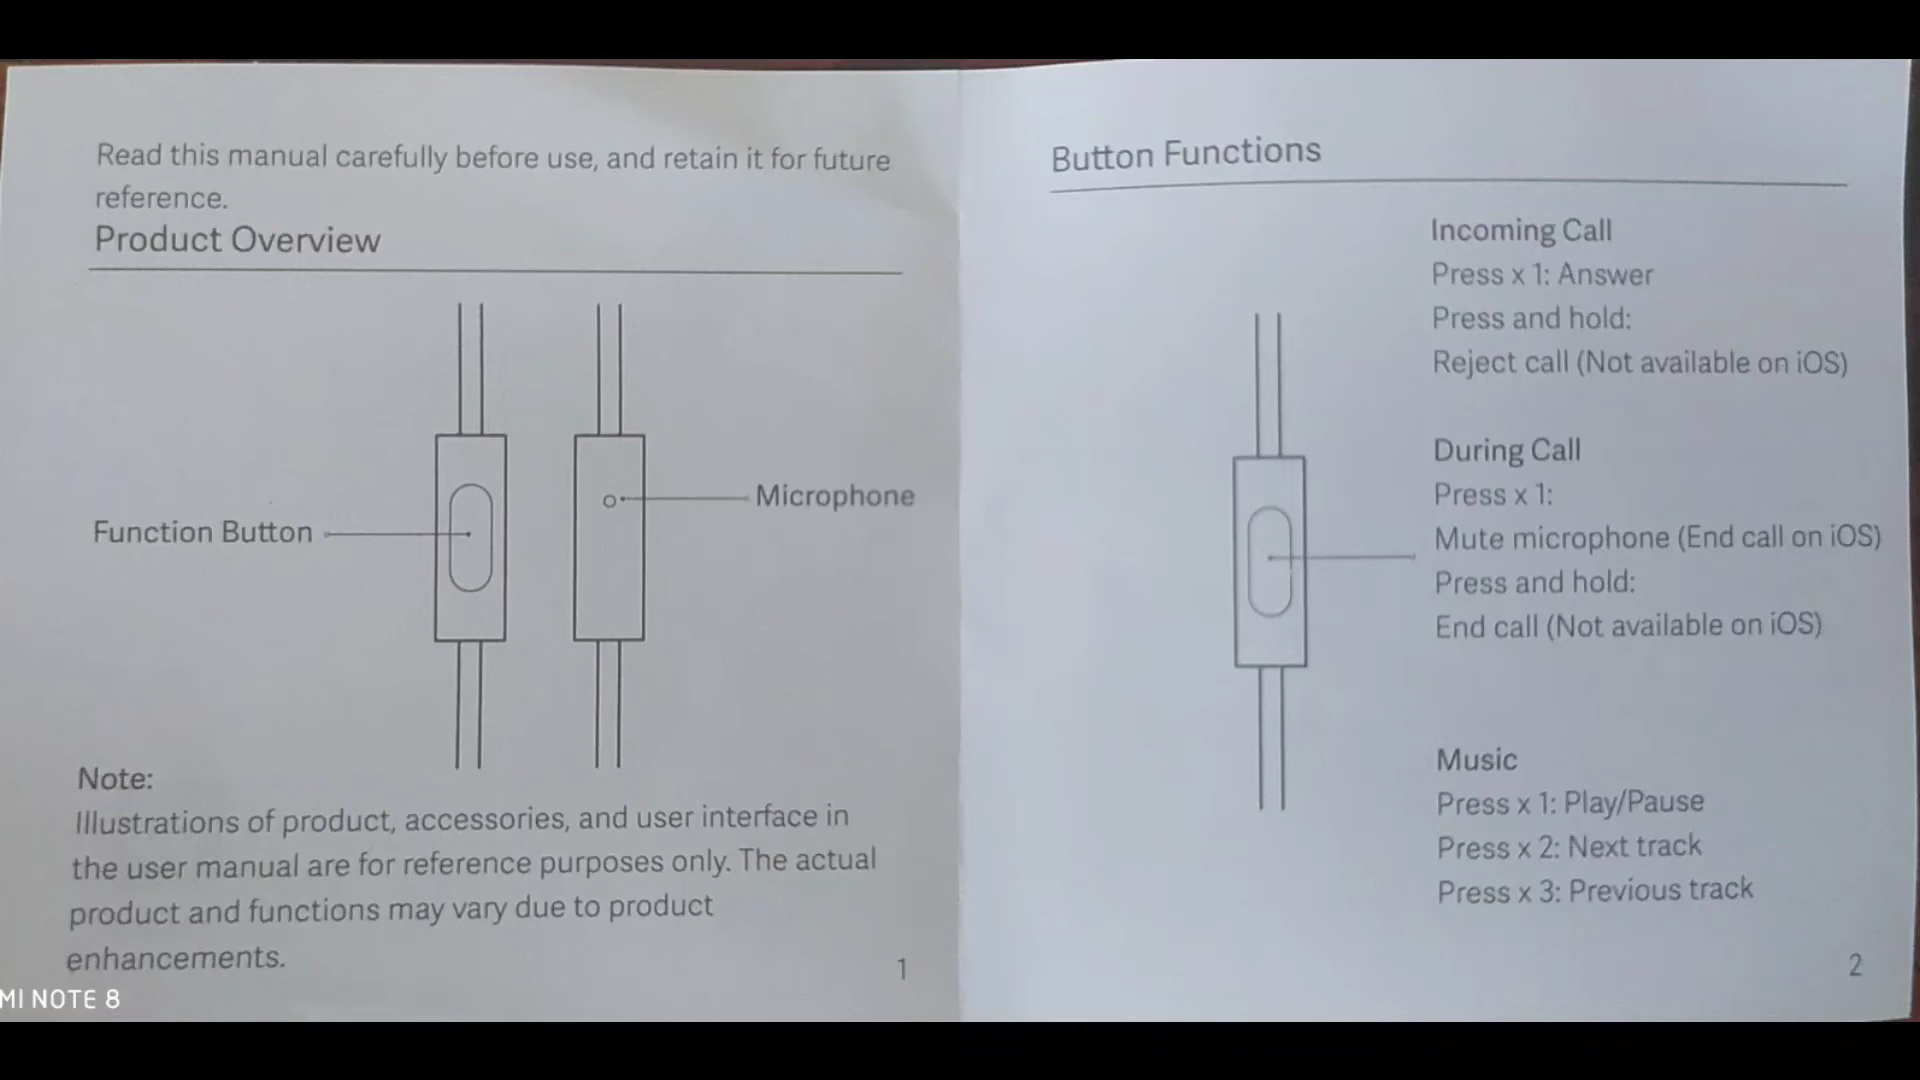 Read this manual carefully before use, and retain it for future
reference.
Product Overview
Function Button
Microphone
Note:
Illustrations of product, accessories, and user interface in
the user manual are for reference purposes only. The actual
product and functions may vary due to product
enhancements.
1
MI NOTE 8
Button Functions
Incoming Call
Press x 1: Answer
Press and hold:
Reject call (Not available on iOS)
During Call
Press x 1:
Mute microphone (End call on iOS)
Press and hold:
End call (Not available on iOS)
Music
Press x 1: Play/Pause
Press x 2: Next track
Press x 3: Previous track
2